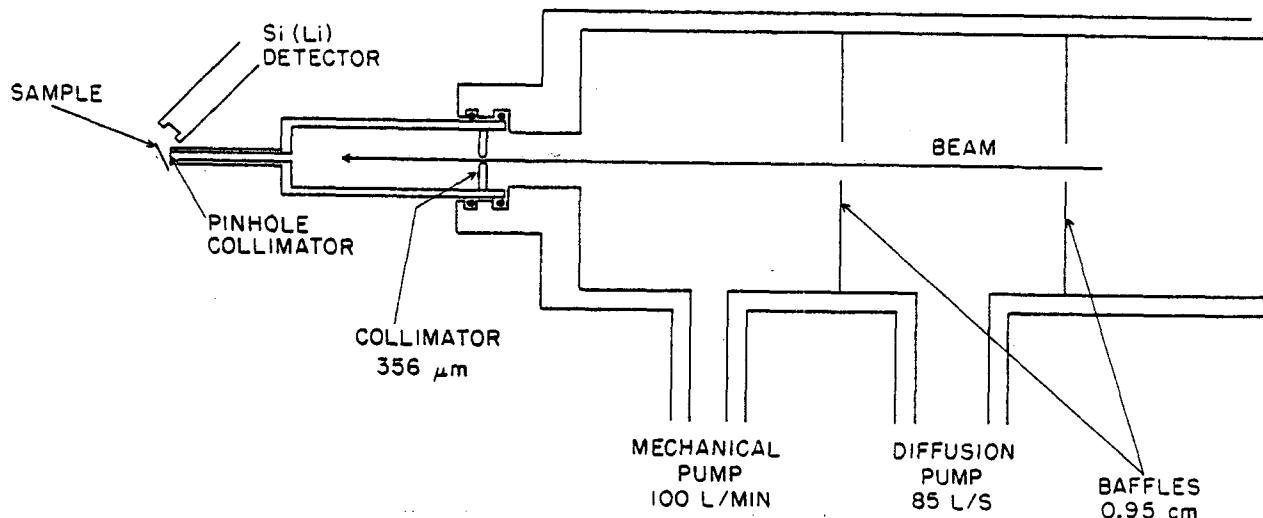 Si (Li)
DETECTOR
SAMPLE
BEAM
PINHOLE
COLLIMATOR
COLLIMATOR
356 μm
MECHANICAL
PUMP
100 L/MIN
DIFFUSION
PUMP
85 L/S
BAFFLES
0.95 cm